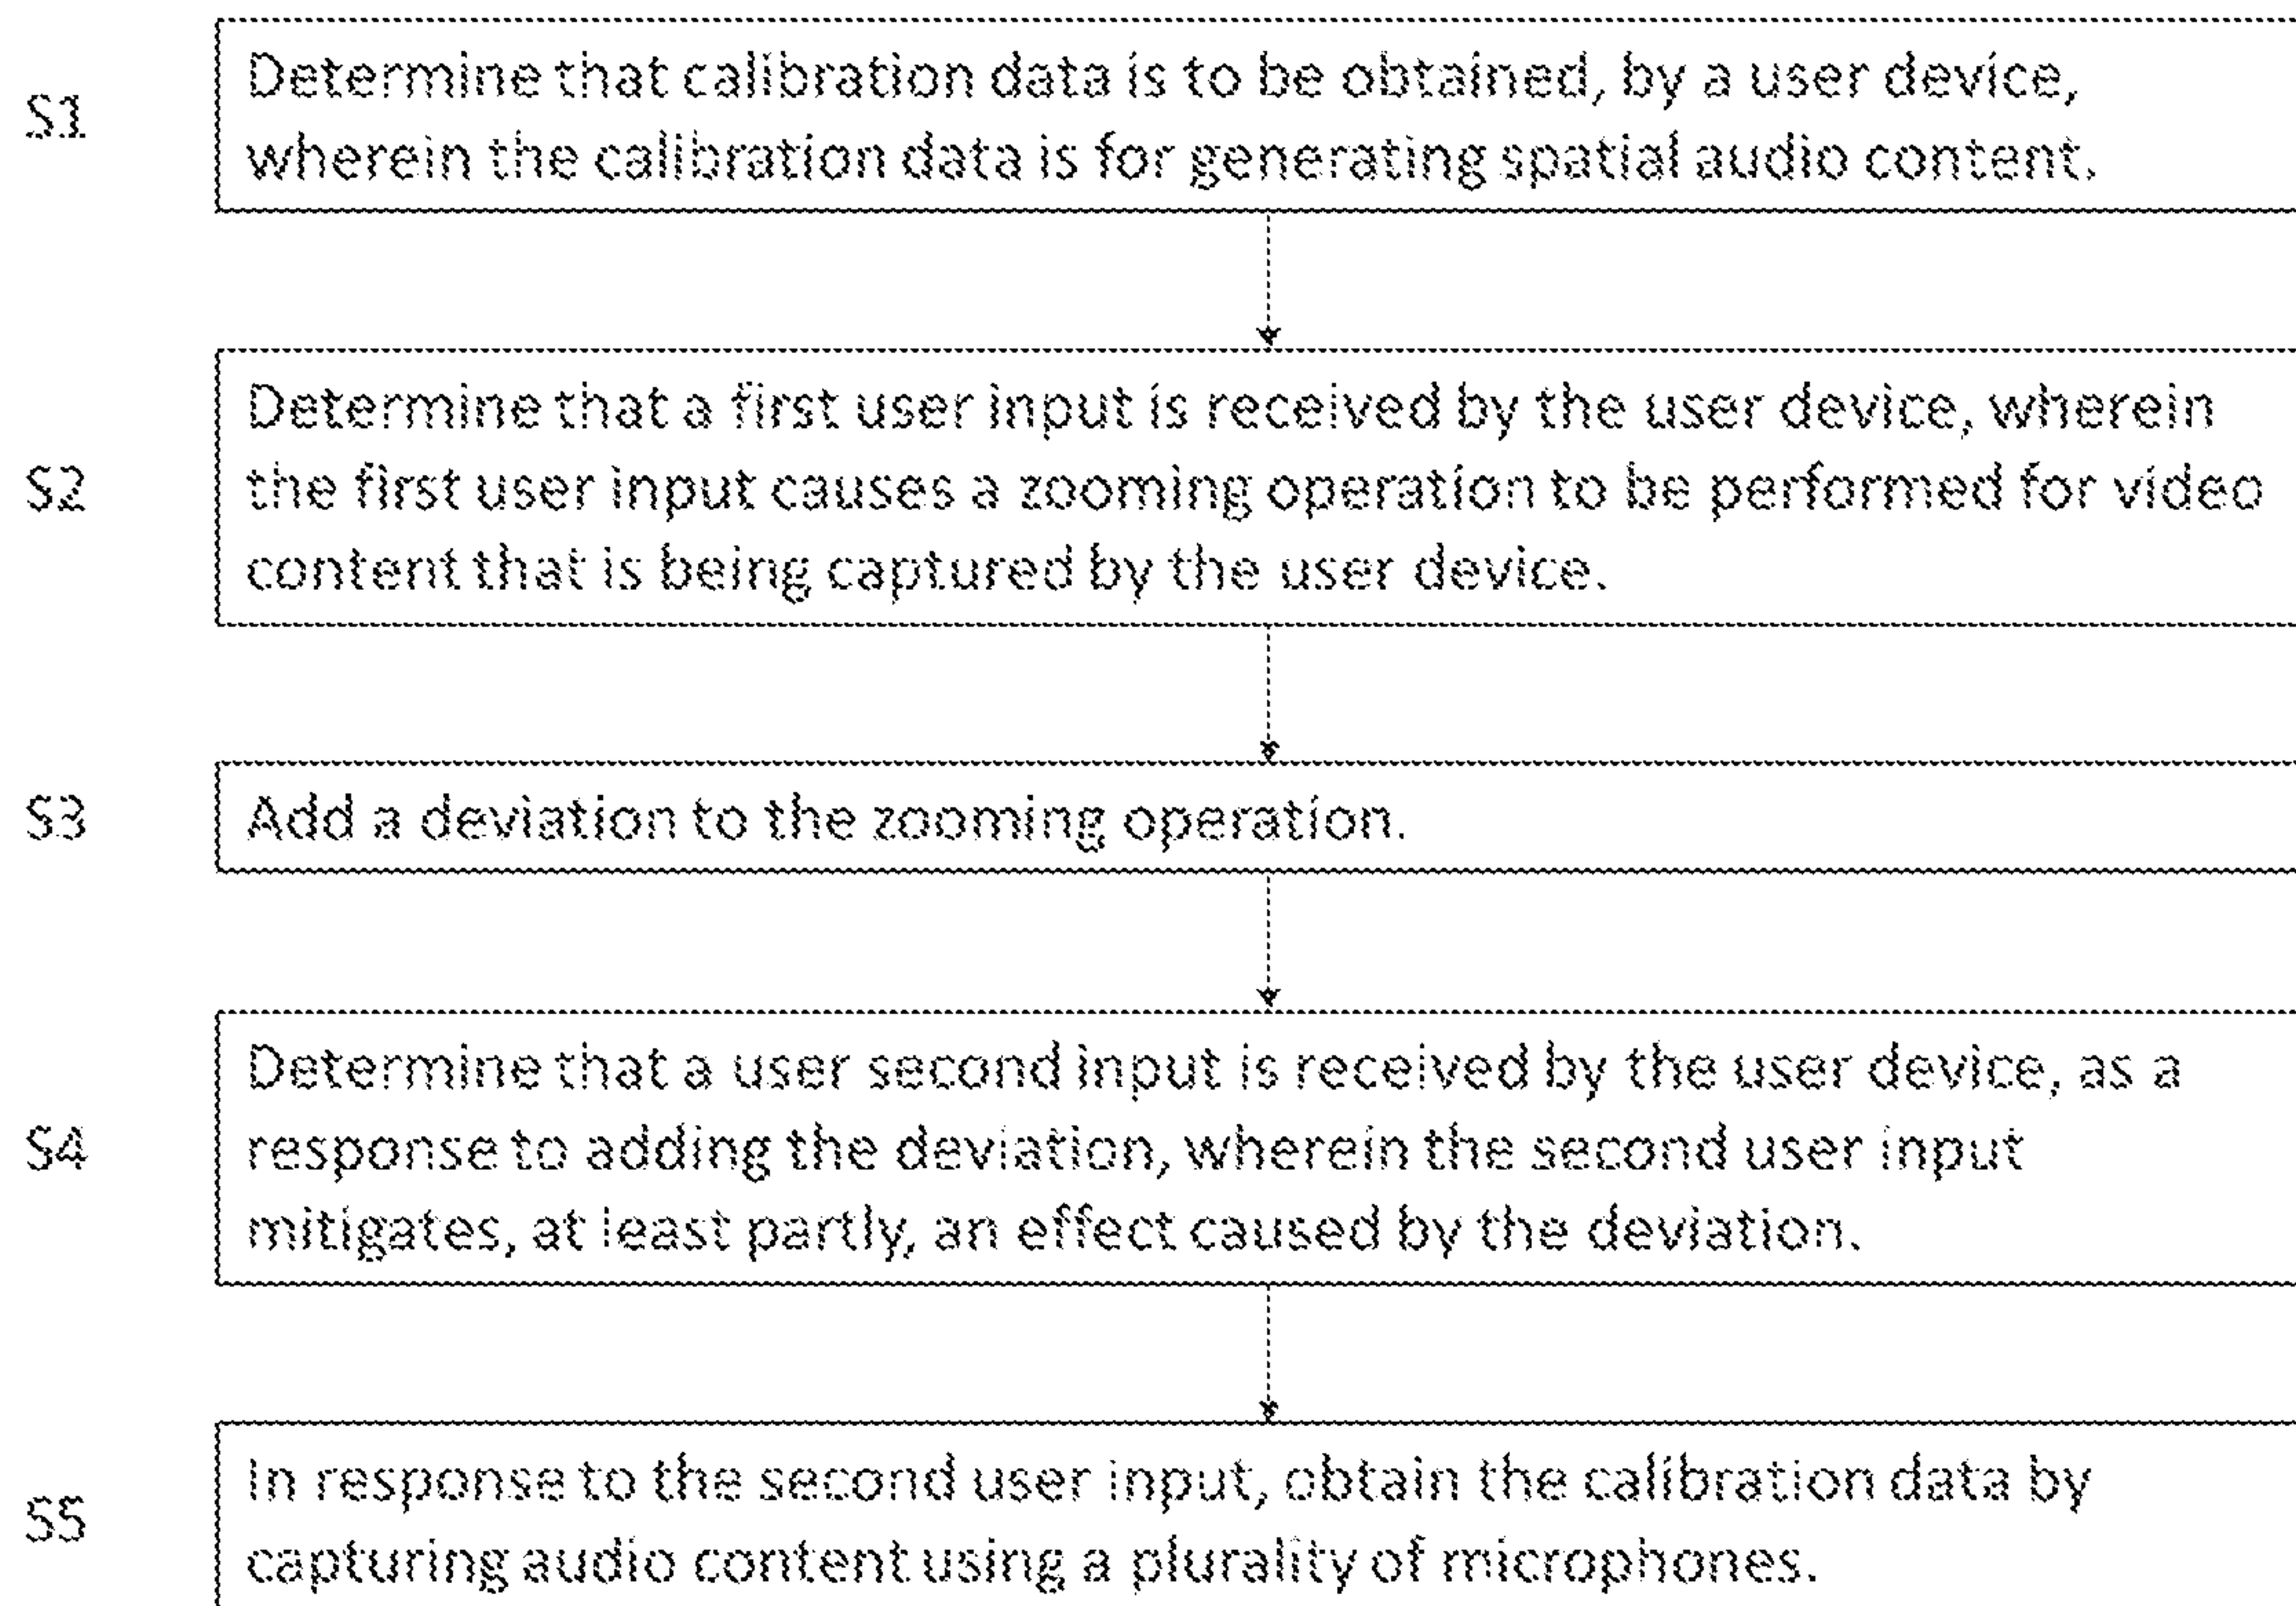 S1
Determine that calibration data is to be obtained, by a user device,
wherein the calibration data is for generating spatial audio content.
S2
Determine that a first user input is received by the user device, wherein
the first user input causes a zooming operation to be performed for video
content that is being captured by the user device.
S3
Add a deviation to the zooming operation.
S4
Determine that a user second input is received by the user device, as a
response to adding the deviation, wherein the second user input
mitigates, at least partly, an effect caused by the deviation.
S5
In response to the second user input, obtain the calibration data by
capturing audio content using a plurality of microphones.